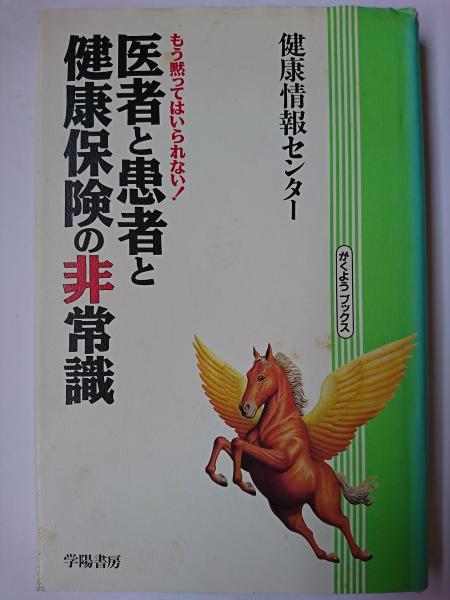 健康情報センター
がくようブックス
もう黙ってはいられない!
医者と患者と
健康保険の非常識
学陽書房